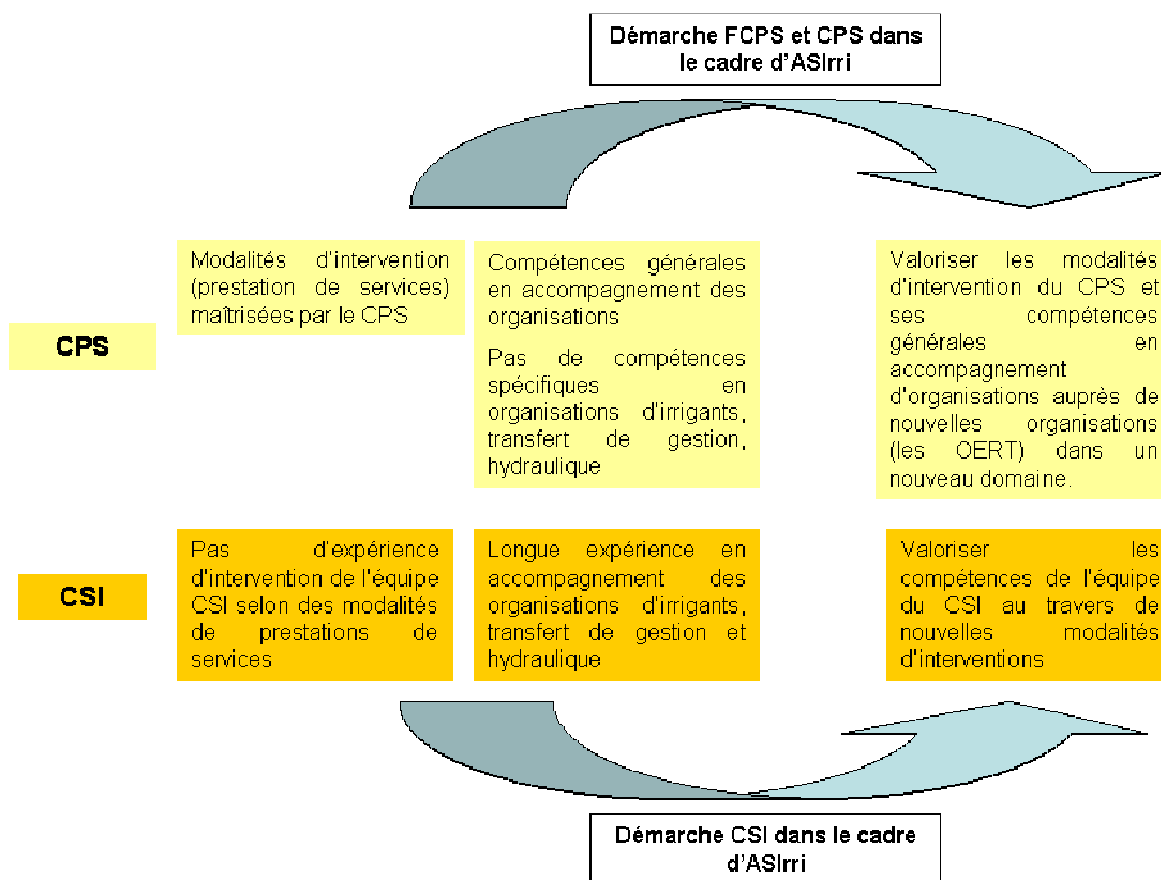 Démarche FCPS et CPS dans
le cadre d'ASIrri
CPS
Modalités d'intervention
(prestation de services)
maîtrisées par le CPS
Compétences générales
en accompagnement des
organisations
Pas de compétences
spécifiques en
organisations d'irrigants,
transfert de gestion,
hydraulique
Valoriser les modalités
d'intervention du CPS et
ses compétences
générales en
accompagnement
d'organisations auprès de
nouvelles organisations
(les OERT) dans un
nouveau domaine.
CSI
Pas d'expérience
d'intervention de l'équipe
CSI selon des modalités
de prestations de
services
Longue expérience en
accompagnement des
organisations d'irrigants,
transfert de gestion et
hydraulique
Valoriser les
compétences de l'équipe
du CSI au travers de
nouvelles modalités
d'interventions
Démarche CSI dans le cadre
d'ASIrri